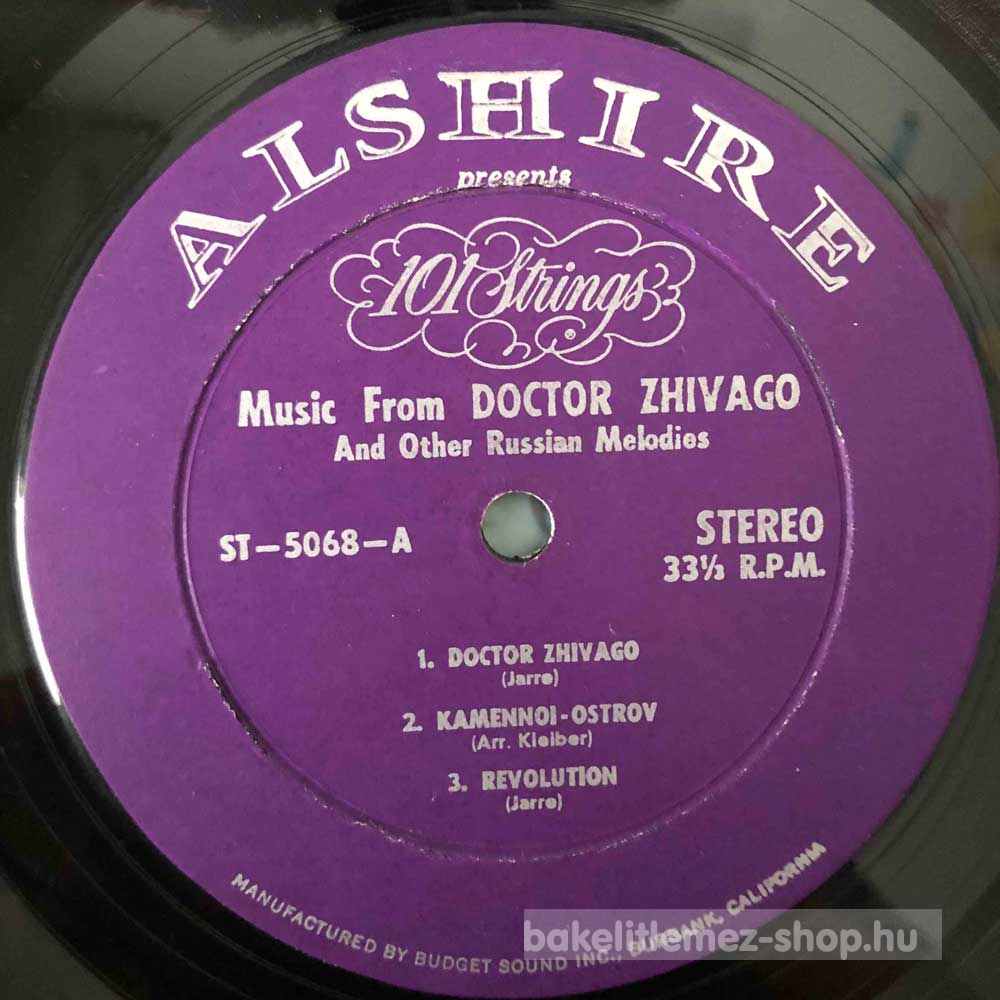 ALSHIRE
presents
101 Strings ®
Music From DOCTOR ZHIVAGO
And Other Russian Melodies
ST-5068-A
STEREO
33⅓ R.P.M.
1. DOCTOR ZHIVAGO
(Jarre)
2. KAMENNOI-OSTROV
(Arr. Kleiber)
3. REVOLUTION
(Jarre)
MANUFACTURED BY BUDGET SOUND INC., BURBANK, CALIFORNIA
bakelitlemez-shop.hu